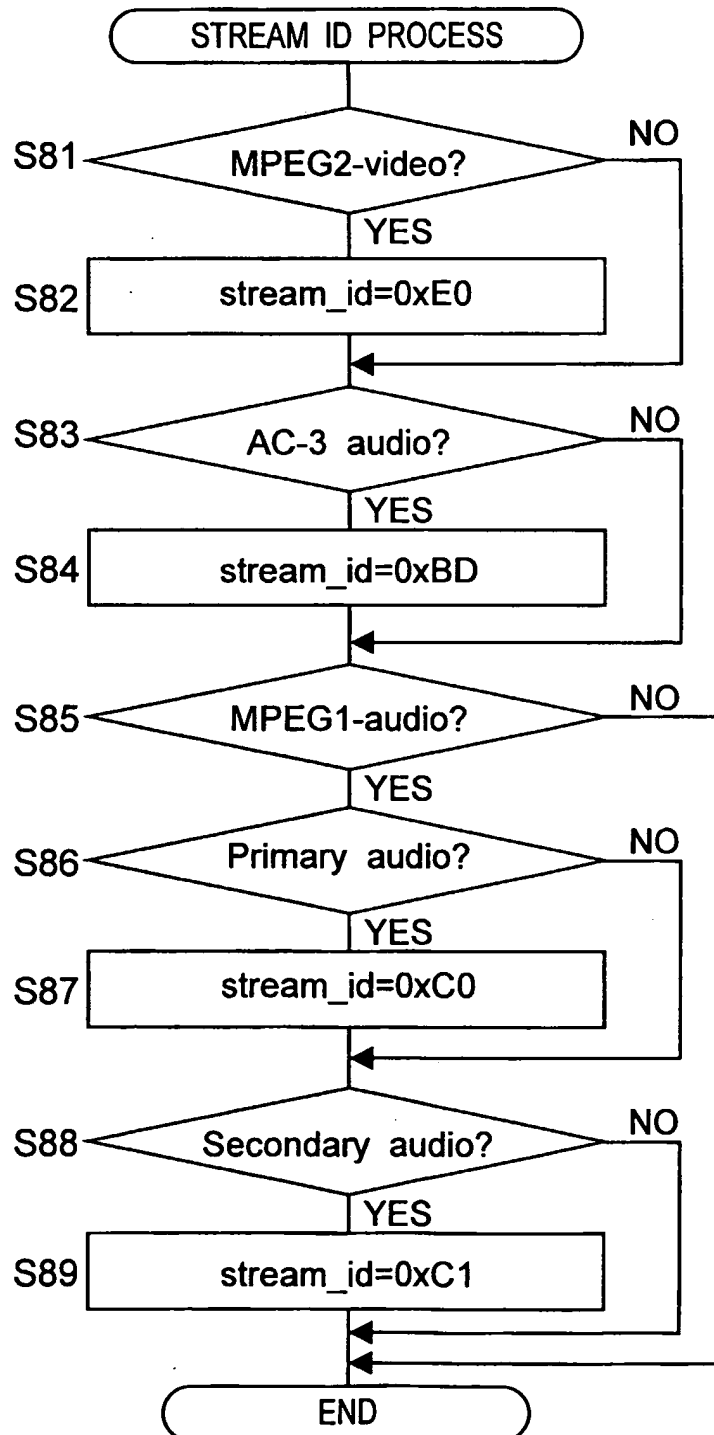 STREAM ID PROCESS
S81
MPEG2-video?
NO
YES
S82
stream_id=0xE0
S83
AC-3 audio?
NO
YES
S84
stream_id=0xBD
S85
MPEG1-audio?
NO
YES
S86
Primary audio?
NO
YES
S87
stream_id=0xC0
S88
Secondary audio?
NO
YES
S89
stream_id=0xC1
END